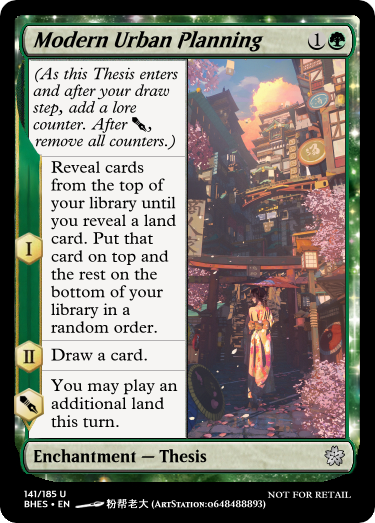 Modern Urban Planning 1
(As this Thesis enters
and after your draw
step, add a lore
counter. After ✒,
remove all counters.)
I
Reveal cards
from the top of
your library until
you reveal a land
card. Put that
card on top and
the rest on the
bottom of your
library in a
random order.
II
Draw a card.
You may play an
additional land
this turn.
Enchantment — Thesis
141/185 U
NOT FOR RETAIL
BHES • EN 粉帮老大 (ArtStation:o648488893)